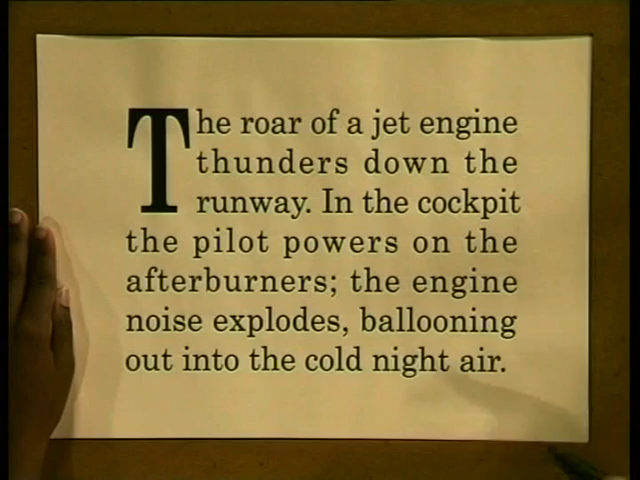 The roar of a jet engine
thunders down the
runway. In the cockpit
the pilot powers on the
afterburners; the engine
noise explodes, ballooning
out into the cold night air.